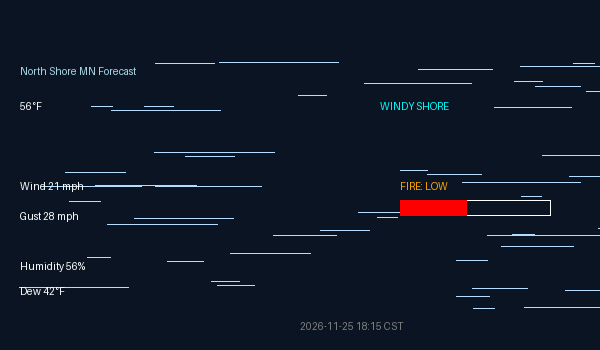 North Shore MN Forecast
56°F
WINDY SHORE
Wind 21 mph
FIRE: LOW
Gust 28 mph
Humidity 56%
Dew 42°F
2026-11-25 18:15 CST